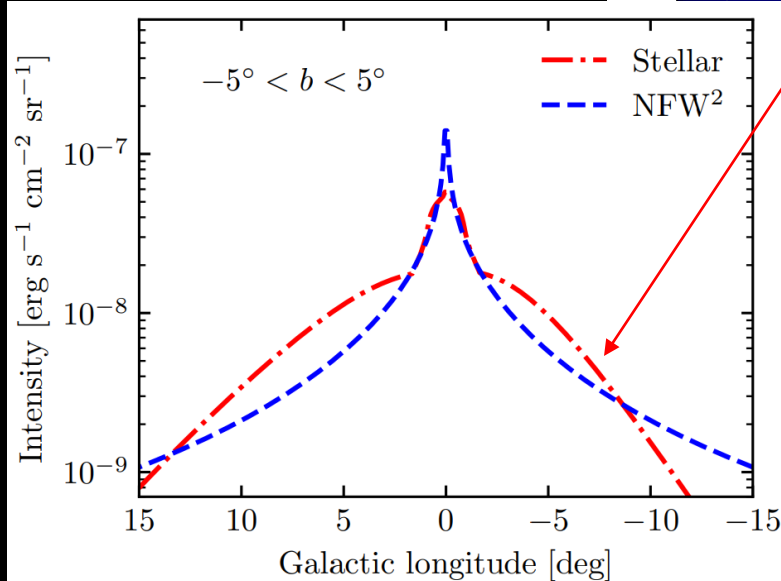 −5° < b < 5°
Stellar
NFW²
Intensity [erg s⁻¹ cm⁻² sr⁻¹]
10⁻⁷
10⁻⁸
10⁻⁹
15 10 5 0 −5 −10 −15
Galactic longitude [deg]